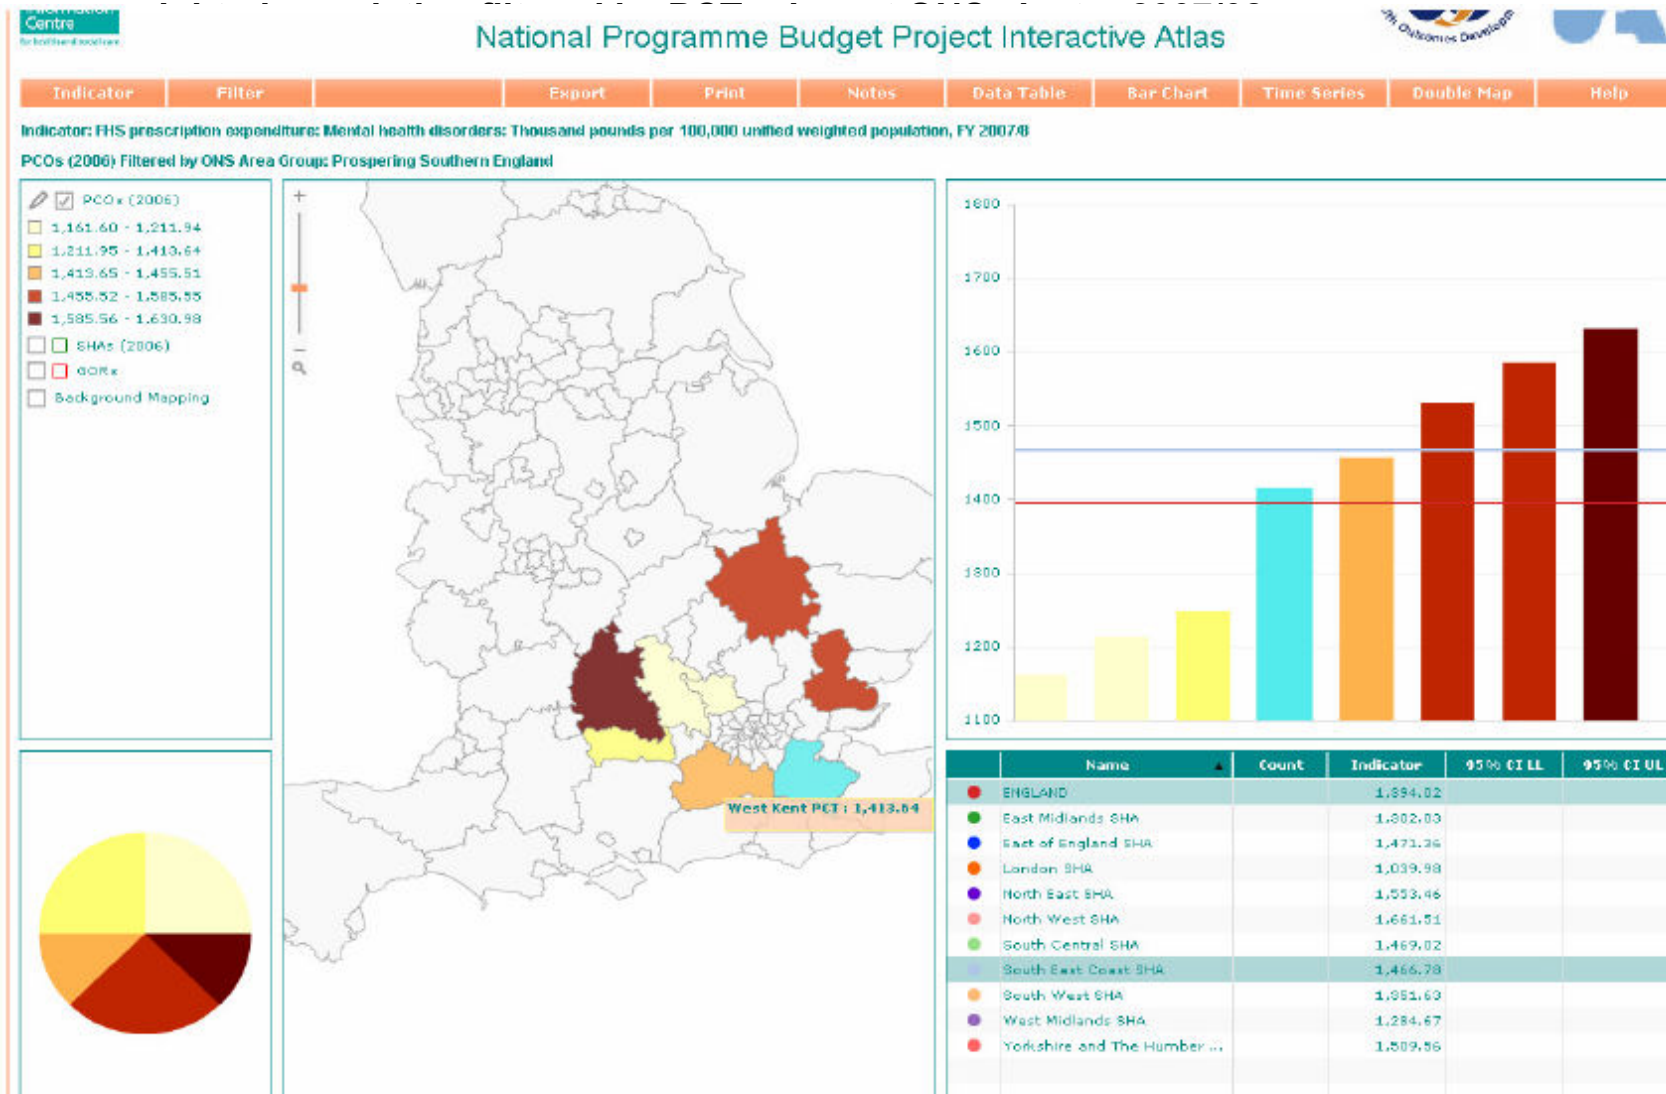 Centre
for health and social care
Outcomes Develop
National Programme Budget Project Interactive Atlas
Indicator Filter Export Print Notes Data Table Bar Chart Time Series Double Map Help
Indicator: FHS prescription expenditure: Mental health disorders: Thousand pounds per 100,000 unified weighted population, FY 2007/8
PCOs (2006) Filtered by ONS Area Group: Prospering Southern England
PCOs (2006)
1,161.60 - 1,211.94
1,211.95 - 1,413.64
1,413.65 - 1,455.51
1,455.52 - 1,585.55
1,585.56 - 1,630.98
SHAs (2006)
GORs
Background Mapping
West Kent PCT : 1,413.64
1800
1700
1600
1500
1400
1300
1200
1100
Name Count Indicator 95% CI LL 95% CI UL
ENGLAND 1,394.02
East Midlands SHA 1,302.03
East of England SHA 1,471.36
London SHA 1,039.98
North East SHA 1,553.46
North West SHA 1,661.51
South Central SHA 1,469.02
South East Coast SHA 1,466.78
South West SHA 1,351.63
West Midlands SHA 1,284.67
Yorkshire and The Humber ... 1,509.56